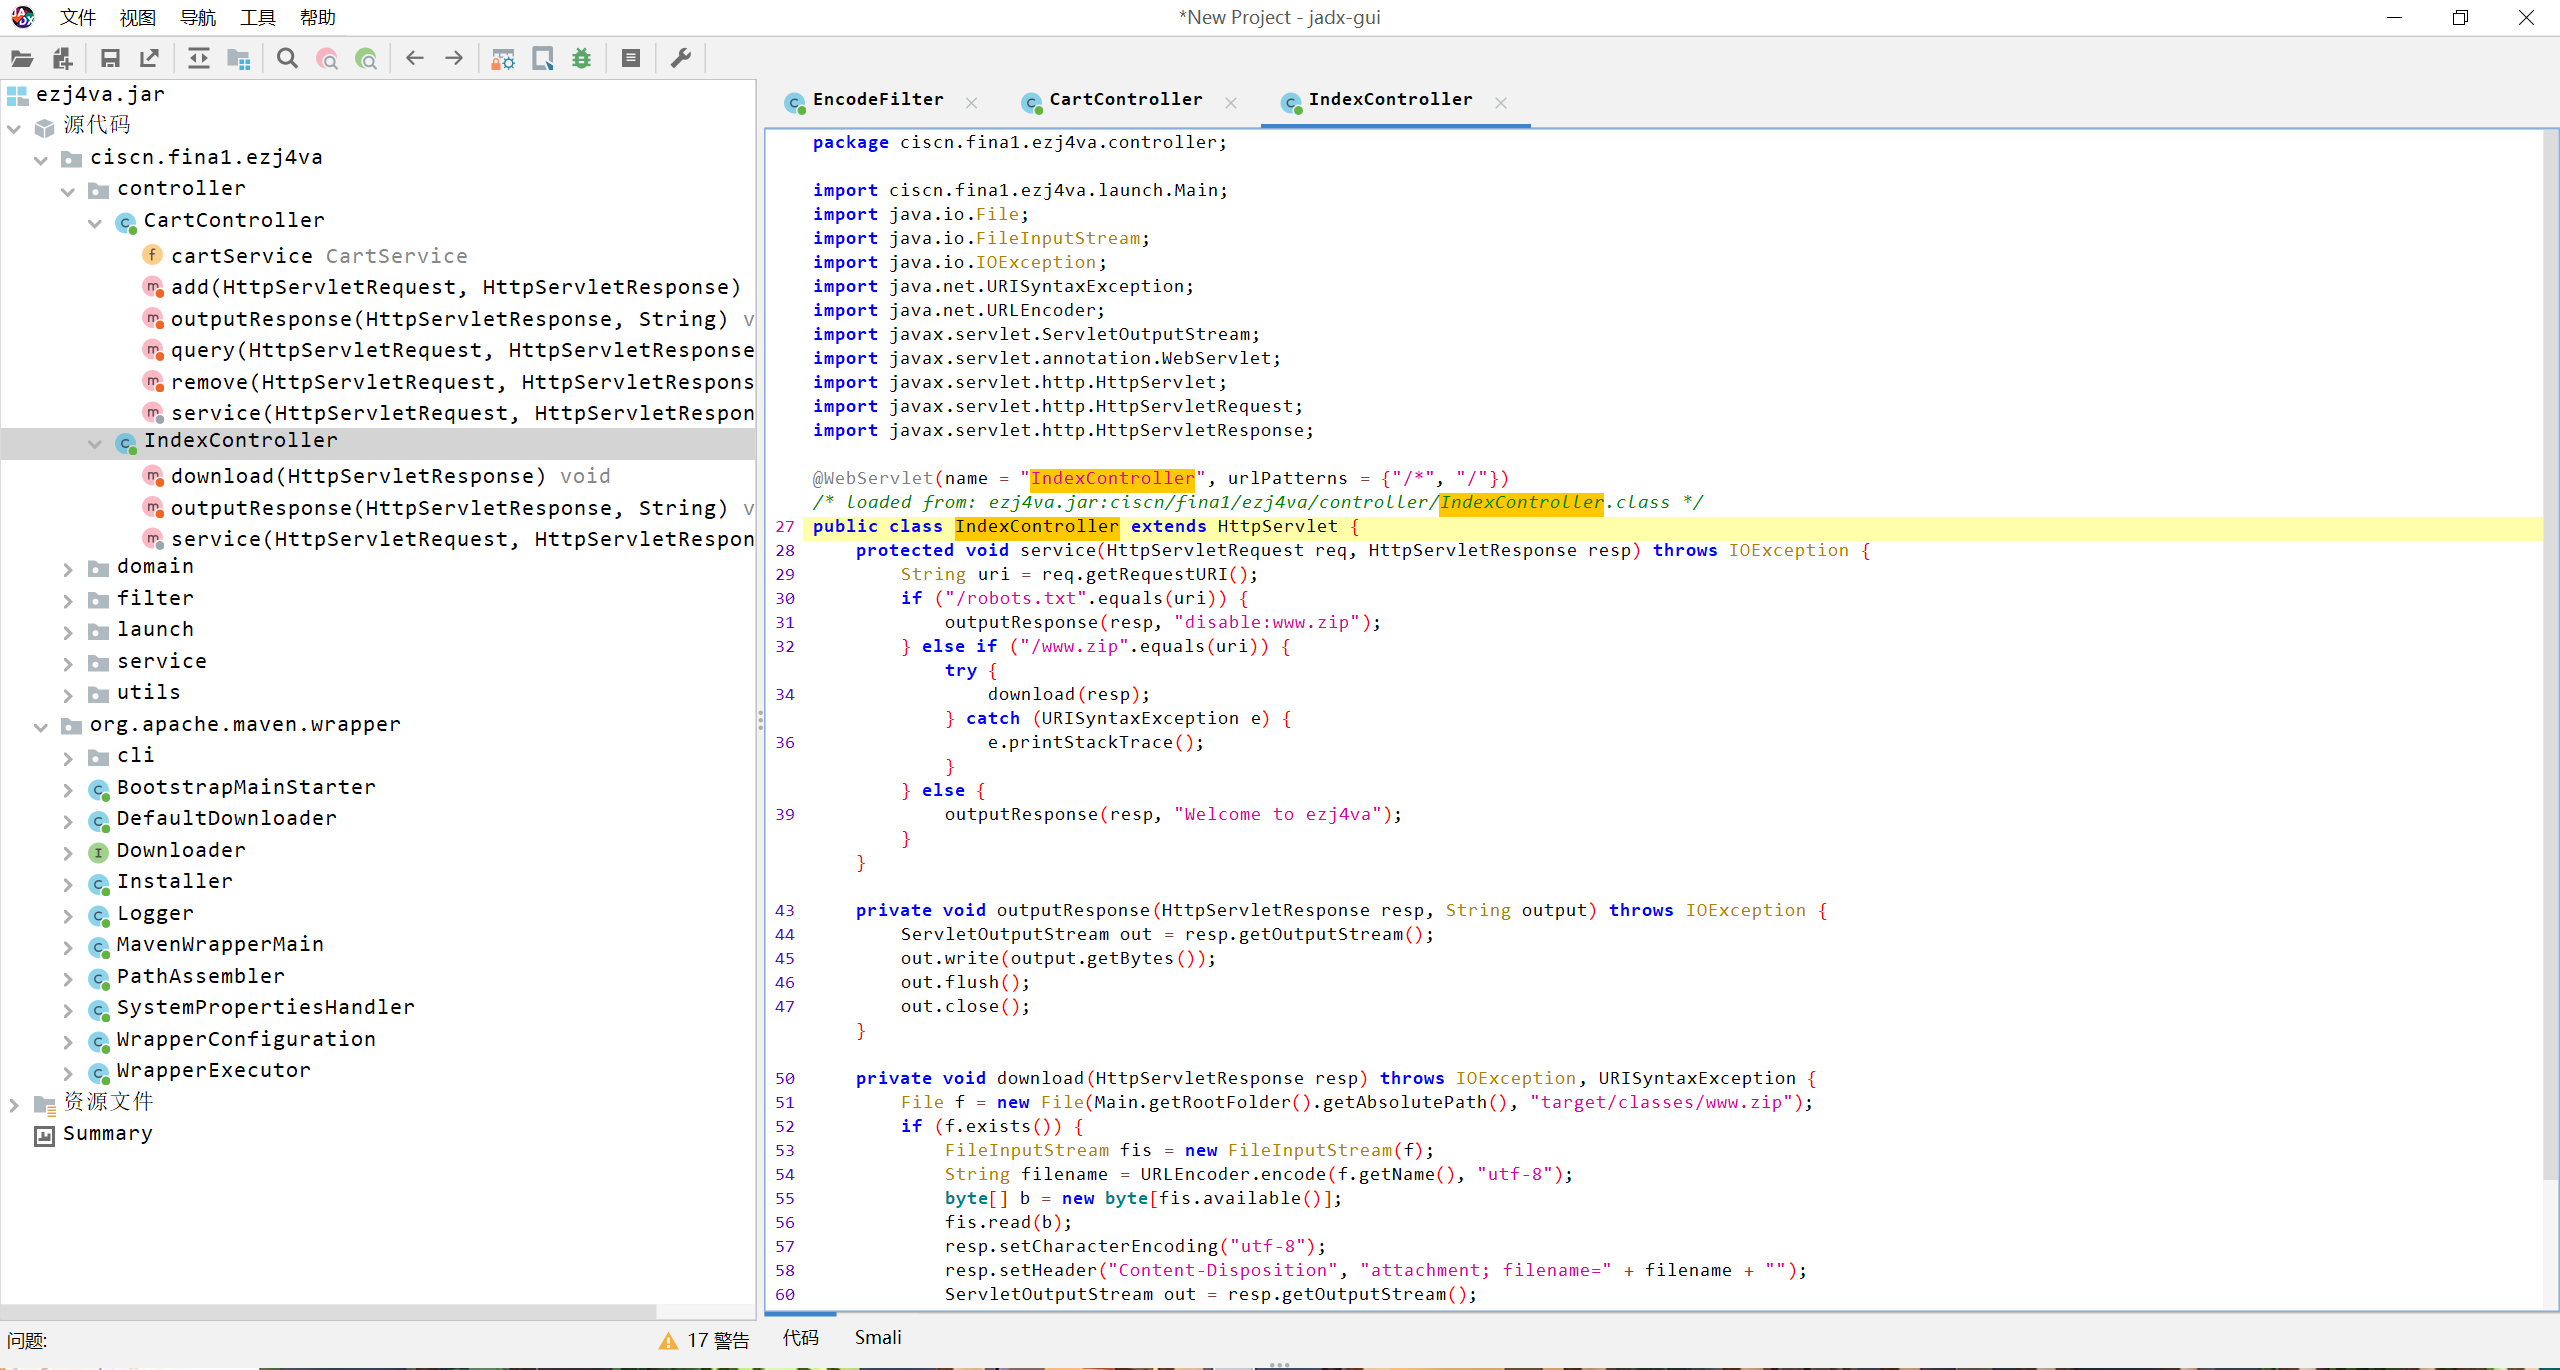 文件 视图 导航 工具 帮助
*New Project - jadx-gui
ezj4va.jar
源代码
ciscn.fina1.ezj4va
controller
CartController
cartService CartService
add(HttpServletRequest, HttpServletResponse)
outputResponse(HttpServletResponse, String) v
query(HttpServletRequest, HttpServletResponse
remove(HttpServletRequest, HttpServletRespons
service(HttpServletRequest, HttpServletRespon
IndexController
download(HttpServletResponse) void
outputResponse(HttpServletResponse, String) v
service(HttpServletRequest, HttpServletRespon
domain
filter
launch
service
utils
org.apache.maven.wrapper
cli
BootstrapMainStarter
DefaultDownloader
Downloader
Installer
Logger
MavenWrapperMain
PathAssembler
SystemPropertiesHandler
WrapperConfiguration
WrapperExecutor
资源文件
Summary
问题:
17 警告
EncodeFilter CartController IndexController
package ciscn.fina1.ezj4va.controller;
import ciscn.fina1.ezj4va.launch.Main;
import java.io.File;
import java.io.FileInputStream;
import java.io.IOException;
import java.net.URISyntaxException;
import java.net.URLEncoder;
import javax.servlet.ServletOutputStream;
import javax.servlet.annotation.WebServlet;
import javax.servlet.http.HttpServlet;
import javax.servlet.http.HttpServletRequest;
import javax.servlet.http.HttpServletResponse;
@WebServlet(name = "IndexController", urlPatterns = {"/*", "/"})
/* loaded from: ezj4va.jar:ciscn/fina1/ezj4va/controller/IndexController.class */
27 public class IndexController extends HttpServlet {
28 protected void service(HttpServletRequest req, HttpServletResponse resp) throws IOException {
29 String uri = req.getRequestURI();
30 if ("/robots.txt".equals(uri)) {
31 outputResponse(resp, "disable:www.zip");
32 } else if ("/www.zip".equals(uri)) {
try {
34 download(resp);
} catch (URISyntaxException e) {
36 e.printStackTrace();
}
} else {
39 outputResponse(resp, "Welcome to ezj4va");
}
}
43 private void outputResponse(HttpServletResponse resp, String output) throws IOException {
44 ServletOutputStream out = resp.getOutputStream();
45 out.write(output.getBytes());
46 out.flush();
47 out.close();
}
50 private void download(HttpServletResponse resp) throws IOException, URISyntaxException {
51 File f = new File(Main.getRootFolder().getAbsolutePath(), "target/classes/www.zip");
52 if (f.exists()) {
53 FileInputStream fis = new FileInputStream(f);
54 String filename = URLEncoder.encode(f.getName(), "utf-8");
55 byte[] b = new byte[fis.available()];
56 fis.read(b);
57 resp.setCharacterEncoding("utf-8");
58 resp.setHeader("Content-Disposition", "attachment; filename=" + filename + "");
60 ServletOutputStream out = resp.getOutputStream();
代码 Smali